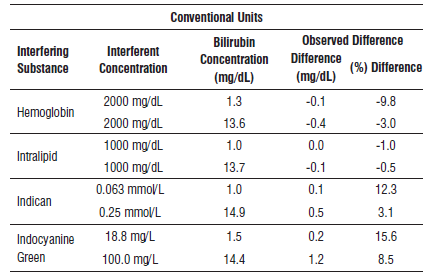 Conventional Units
Interfering Substance | Interferent Concentration | Bilirubin Concentration (mg/dL) | Observed Difference
Difference (mg/dL) | (%) Difference
Hemoglobin | 2000 mg/dL | 1.3 | -0.1 | -9.8
2000 mg/dL | 13.6 | -0.4 | -3.0
Intralipid | 1000 mg/dL | 1.0 | 0.0 | -1.0
1000 mg/dL | 13.7 | -0.1 | -0.5
Indican | 0.063 mmol/L | 1.0 | 0.1 | 12.3
0.25 mmol/L | 14.9 | 0.5 | 3.1
Indocyanine Green | 18.8 mg/L | 1.5 | 0.2 | 15.6
100.0 mg/L | 14.4 | 1.2 | 8.5